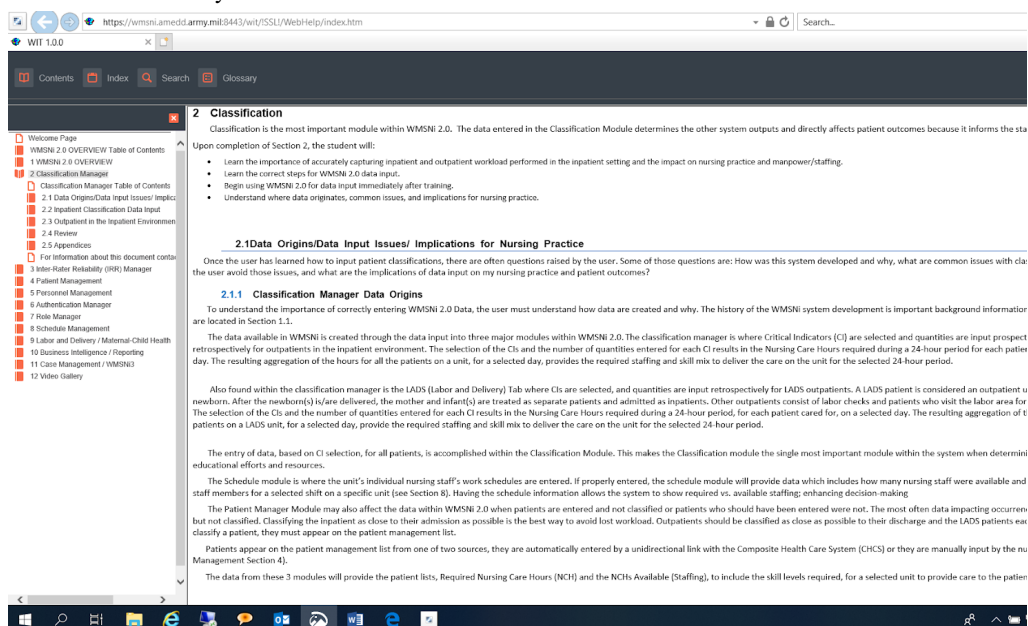 https://wmsni.amedd.army.mil:8443/wit/!SSL!/WebHelp/index.htm
Search...
WIT 1.0.0
Contents
Index
Search
Glossary
Welcome Page
WMSNi 2.0 OVERVIEW Table of Contents
1 WMSNi 2.0 OVERVIEW
2 Classification Manager
Classification Manager Table of Contents
2.1 Data Origins/Data Input Issues/ Implica
2.2 Inpatient Classification Data Input
2.3 Outpatient in the Inpatient Environmen
2.4 Review
2.5 Appendices
For Information about this document conta
3 Inter-Rater Reliability (IRR) Manager
4 Patient Management
5 Personnel Management
6 Authentication Manager
7 Role Manager
8 Schedule Management
9 Labor and Delivery / Maternal-Child Health
10 Business Intelligence / Reporting
11 Case Management / WMSNi3
12 Video Gallery
2 Classification
Classification is the most important module within WMSNi 2.0. The data entered in the Classification Module determines the other system outputs and directly affects patient outcomes because it informs the sta
Upon completion of Section 2, the student will:
• Learn the importance of accurately capturing inpatient and outpatient workload performed in the inpatient setting and the impact on nursing practice and manpower/staffing.
• Learn the correct steps for WMSNi 2.0 data input.
• Begin using WMSNi 2.0 for data input immediately after training.
• Understand where data originates, common issues, and implications for nursing practice.
2.1Data Origins/Data Input Issues/ Implications for Nursing Practice
Once the user has learned how to input patient classifications, there are often questions raised by the user. Some of those questions are: How was this system developed and why, what are common issues with clas
the user avoid those issues, and what are the implications of data input on my nursing practice and patient outcomes?
2.1.1 Classification Manager Data Origins
To understand the importance of correctly entering WMSNi 2.0 Data, the user must understand how data are created and why. The history of the WMSNi system development is important background information
are located in Section 1.1.
The data available in WMSNi is created through the data input into three major modules within WMSNi 2.0. The classification manager is where Critical Indicators (CI) are selected and quantities are input prospect
retrospectively for outpatients in the inpatient environment. The selection of the CIs and the number of quantities entered for each CI results in the Nursing Care Hours required during a 24-hour period for each patien
day. The resulting aggregation of the hours for all the patients on a unit, for a selected day, provides the required staffing and skill mix to deliver the care on the unit for the selected 24-hour period.
Also found within the classification manager is the LADS (Labor and Delivery) Tab where CIs are selected, and quantities are input retrospectively for LADS outpatients. A LADS patient is considered an outpatient u
newborn. After the newborn(s) is/are delivered, the mother and infant(s) are treated as separate patients and admitted as inpatients. Other outpatients consist of labor checks and patients who visit the labor area for
The selection of the CIs and the number of quantities entered for each CI results in the Nursing Care Hours required during a 24-hour period, for each patient cared for, on a selected day. The resulting aggregation of t
patients on a LADS unit, for a selected day, provide the required staffing and skill mix to deliver the care on the unit for the selected 24-hour period.
The entry of data, based on CI selection, for all patients, is accomplished within the Classification Module. This makes the Classification module the single most important module within the system when determini
educational efforts and resources.
The Schedule module is where the unit's individual nursing staff's work schedules are entered. If properly entered, the schedule module will provide data which includes how many nursing staff were available and
staff members for a selected shift on a specific unit (see Section 8). Having the schedule information allows the system to show required vs. available staffing; enhancing decision-making
The Patient Manager Module may also affect the data within WMSNi 2.0 when patients are entered and not classified or patients who should have been entered were not. The most often data impacting occurren
but not classified. Classifying the inpatient as close to their admission as possible is the best way to avoid lost workload. Outpatients should be classified as close as possible to their discharge and the LADS patients eac
classify a patient, they must appear on the patient management list.
Patients appear on the patient management list from one of two sources, they are automatically entered by a unidirectional link with the Composite Health Care System (CHCS) or they are manually input by the nu
Management Section 4).
The data from these 3 modules will provide the patient lists, Required Nursing Care Hours (NCH) and the NCHs Available (Staffing), to include the skill levels required, for a selected unit to provide care to the patien